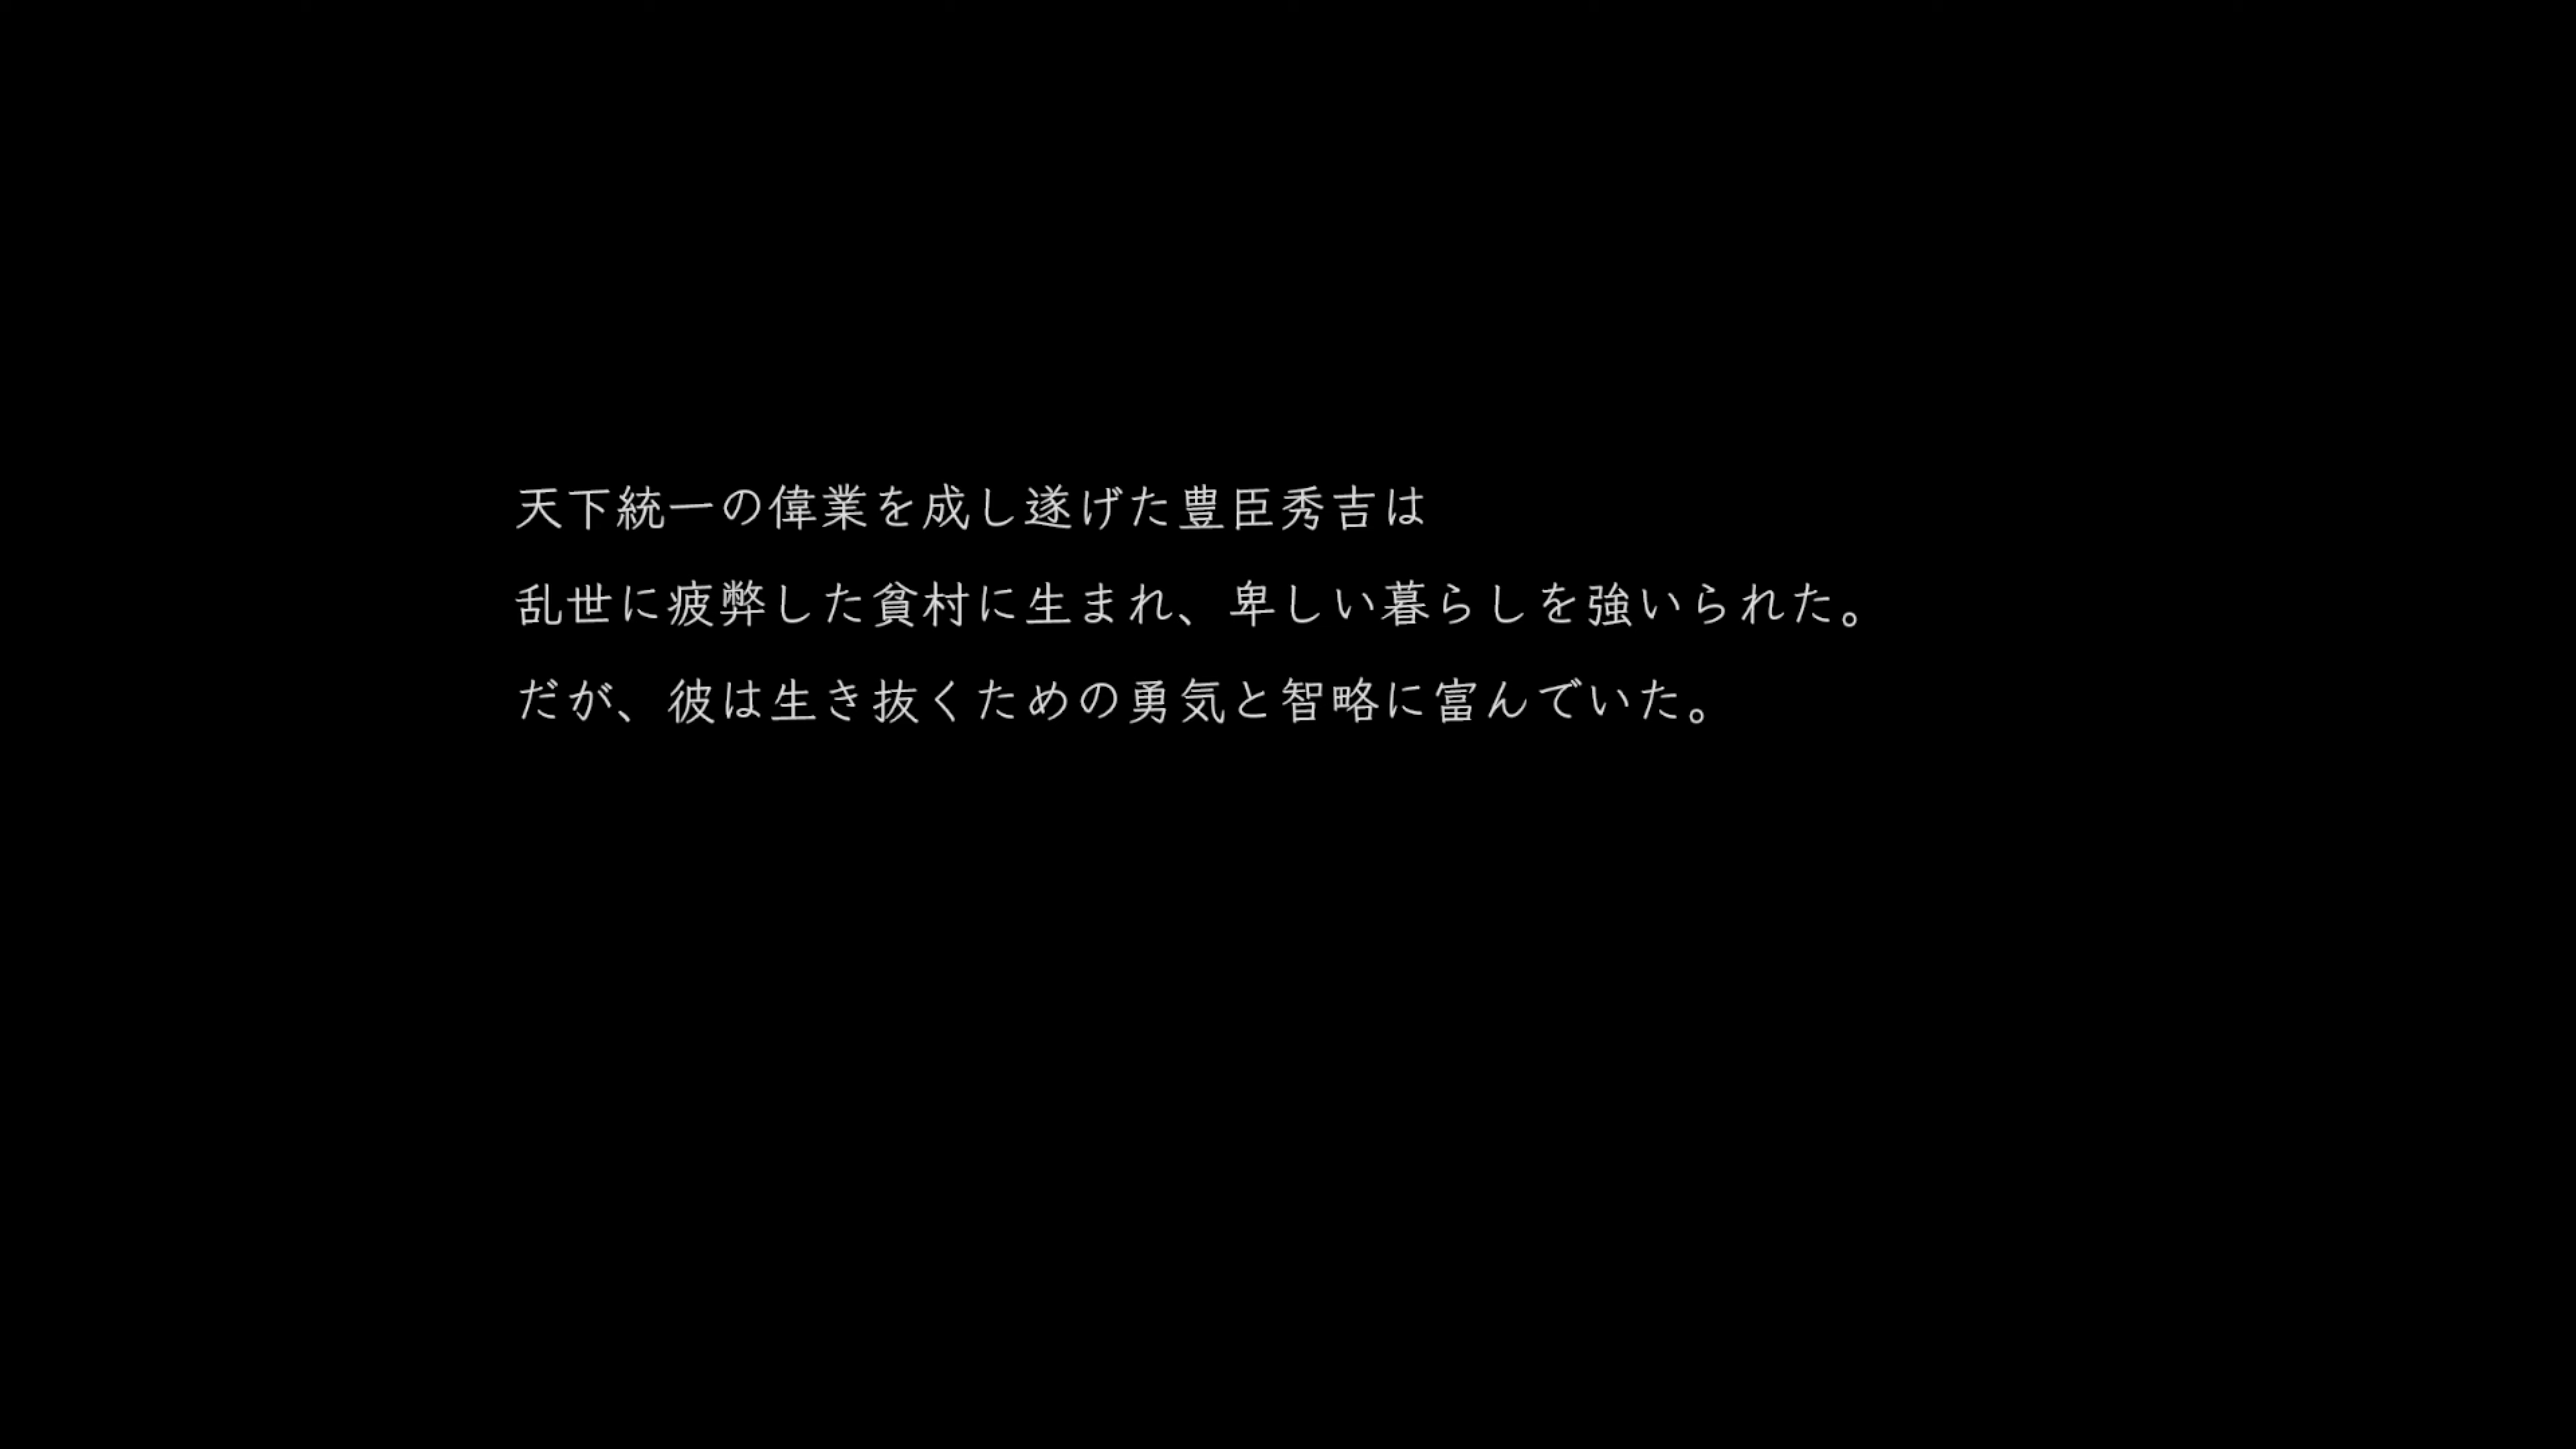 天下統一の偉業を成し遂げた豊臣秀吉は
乱世に疲弊した貧村に生まれ、卑しい暮らしを強いられた。
だが、彼は生き抜くための勇気と智略に富んでいた。